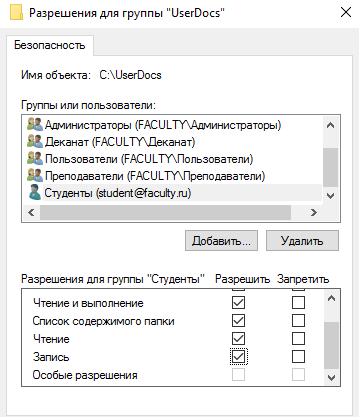 Разрешения для группы "UserDocs"
Безопасность
Имя объекта: C:\UserDocs
Группы или пользователи:
Администраторы (FACULTY\Администраторы)
Деканат (FACULTY\Деканат)
Пользователи (FACULTY\Пользователи)
Преподаватели (FACULTY\Преподаватели)
Студенты (student@faculty.ru)
Добавить... Удалить
Разрешения для группы "Студенты" Разрешить Запретить
Чтение и выполнение
Список содержимого папки
Чтение
Запись
Особые разрешения